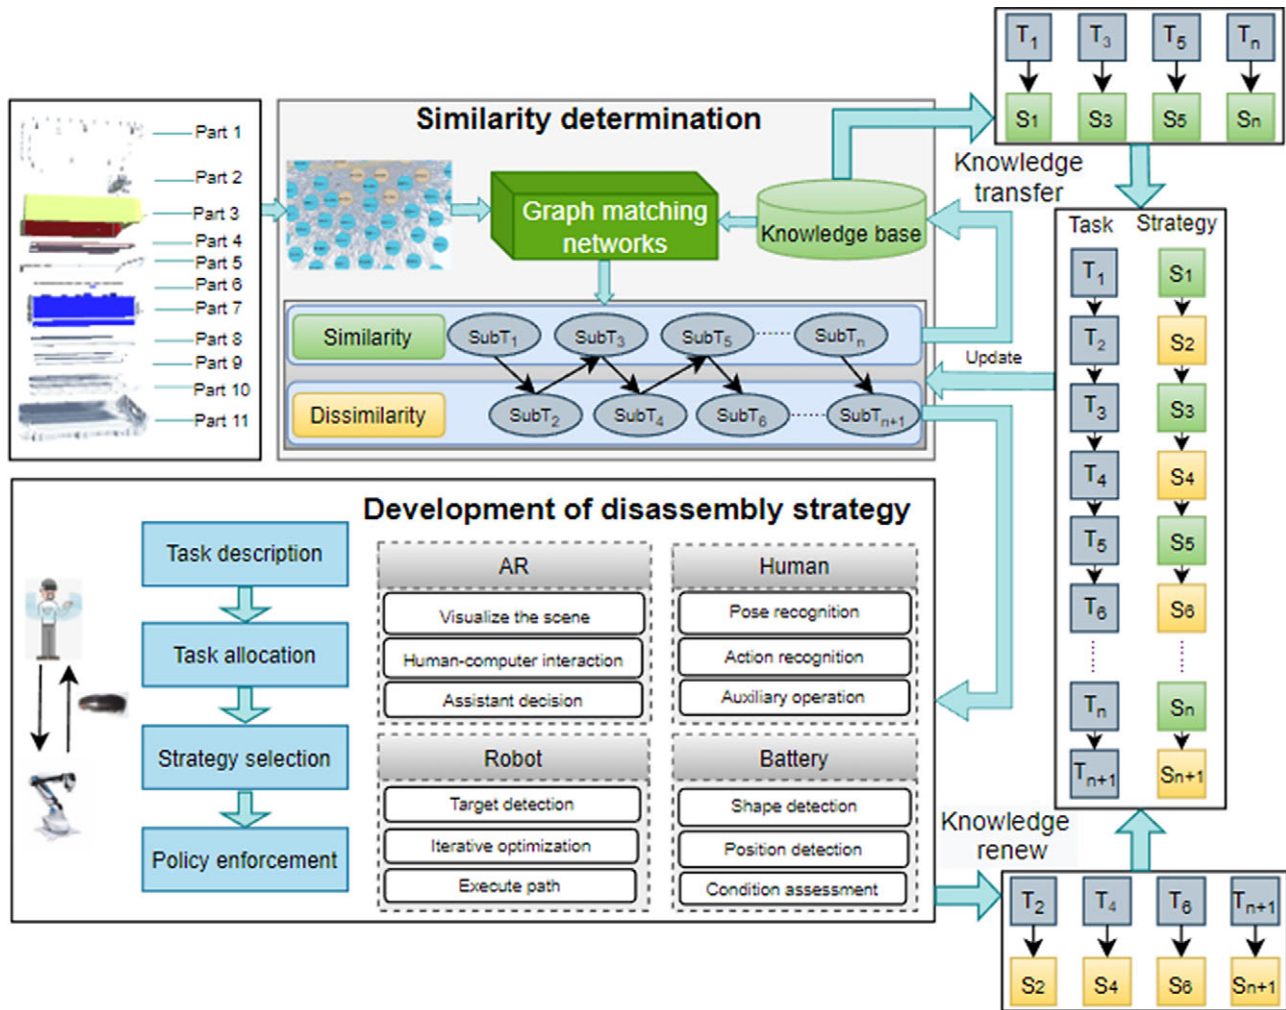 Part 1
Part 2
Part 3
Part 4
Part 5
Part 6
Part 7
Part 8
Part 9
Part 10
Part 11
Similarity determination
Graph matching
networks
Knowledge base
Similarity
SubT1
SubT3
SubT5
SubTn
Dissimilarity
SubT2
SubT4
SubT6
SubTn+1
T1
T3
T5
Tn
S1
S3
S5
Sn
Knowledge
transfer
Update
Task
Strategy
T1
S1
T2
S2
T3
S3
T4
S4
T5
S5
T6
S6
Tn
Sn
Tn+1
Sn+1
Development of disassembly strategy
Task description
Task allocation
Strategy selection
Policy enforcement
AR
Visualize the scene
Human-computer interaction
Assistant decision
Human
Pose recognition
Action recognition
Auxiliary operation
Robot
Target detection
Iterative optimization
Execute path
Battery
Shape detection
Position detection
Condition assessment
Knowledge
renew
T2
T4
T6
Tn+1
S2
S4
S6
Sn+1